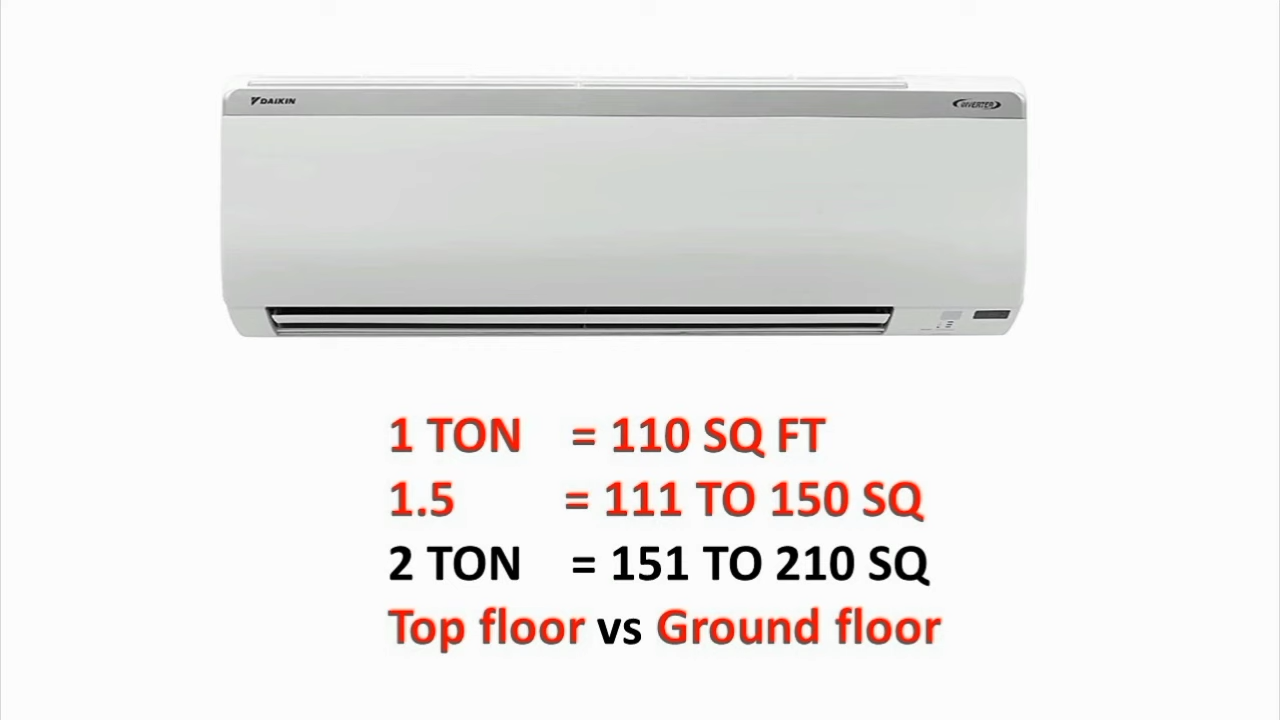 DAIKIN
INVERTER
1 TON = 110 SQ FT
1.5 = 111 TO 150 SQ
2 TON = 151 TO 210 SQ
Top floor vs Ground floor